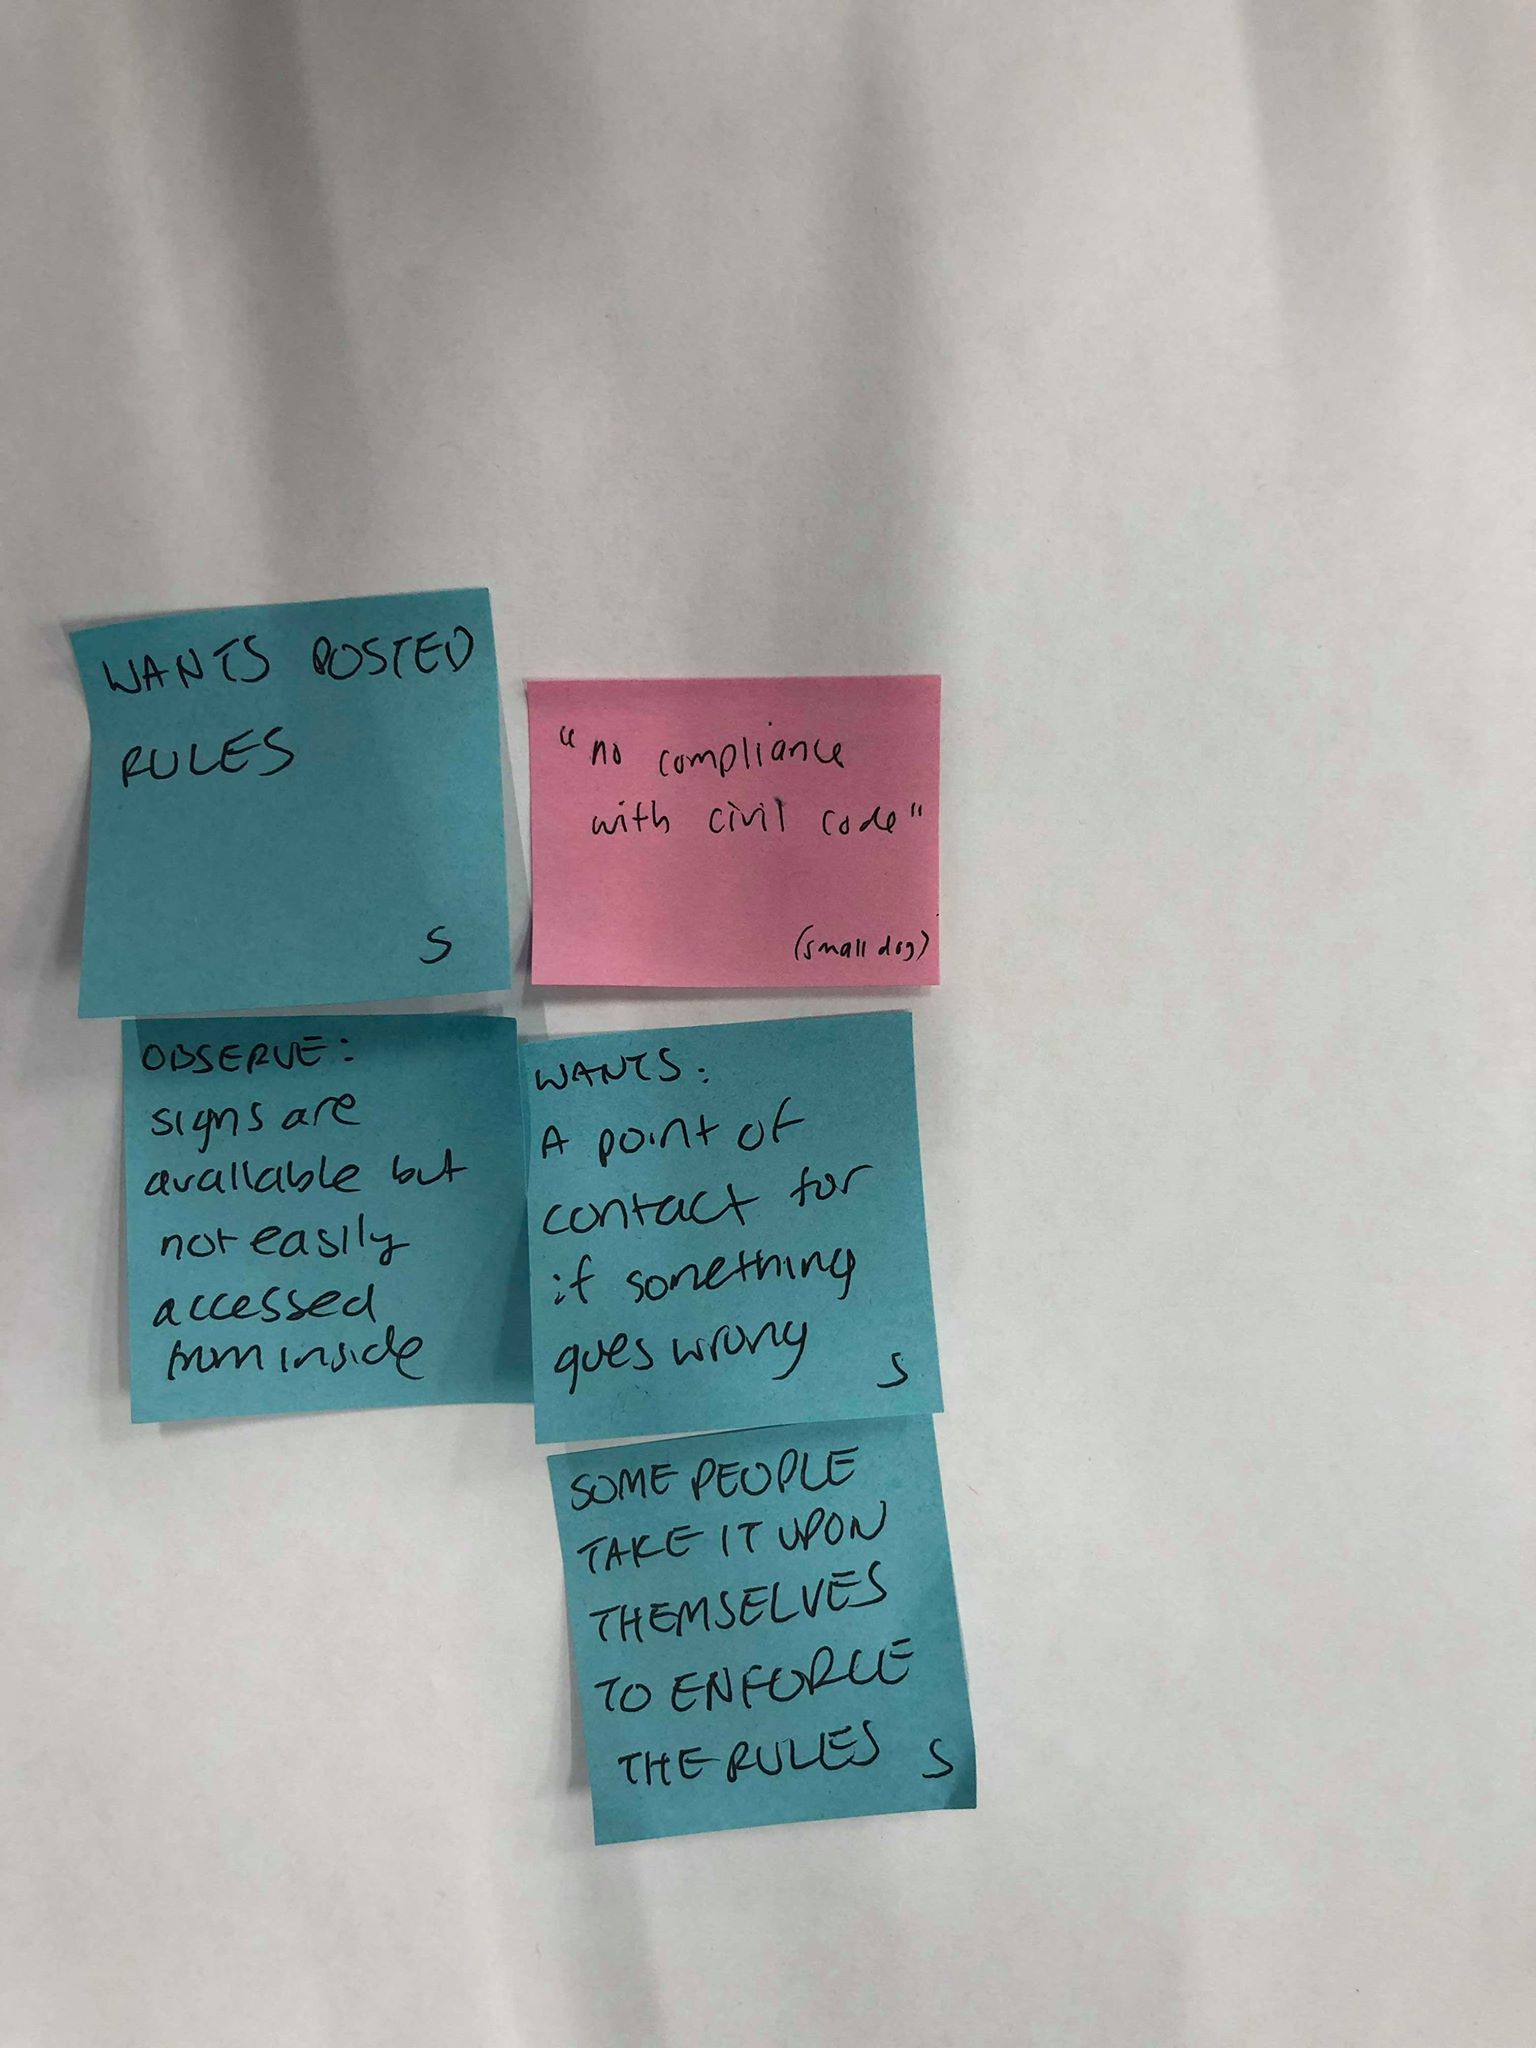 WANTS POSTED
RULES
S
"no compliance
with civil code"
(small dog)
OBSERVE:
signs are
available but
not easily
accessed
from inside
WANTS:
A point of
contact for
if something
goes wrong
S
SOME PEOPLE
TAKE IT UPON
THEMSELVES
TO ENFORCE
THE RULES S